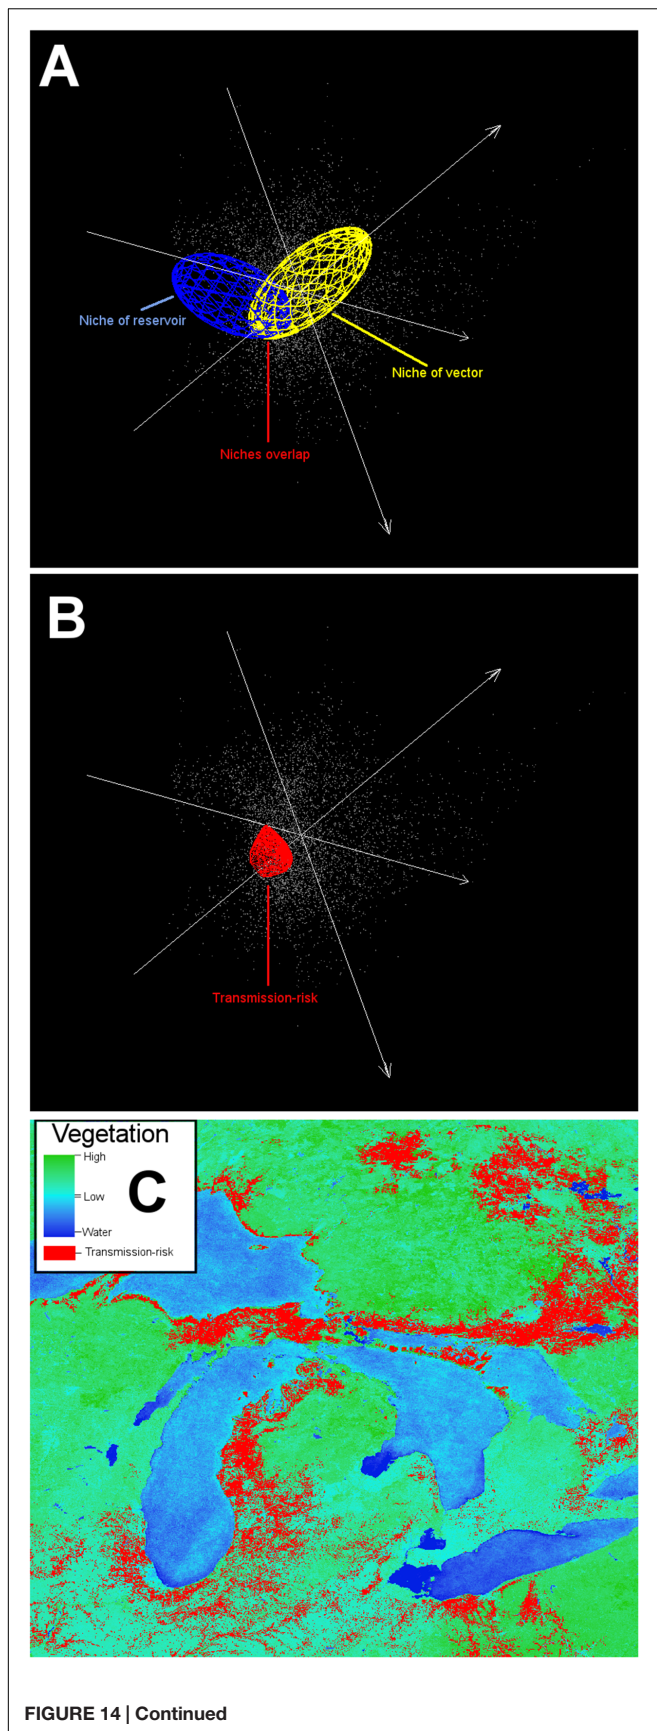 A
Niche of reservoir
Niche of vector
Niches overlap
B
Transmission-risk
Vegetation
High
C
Low
Water
Transmission-risk
FIGURE 14 | Continued